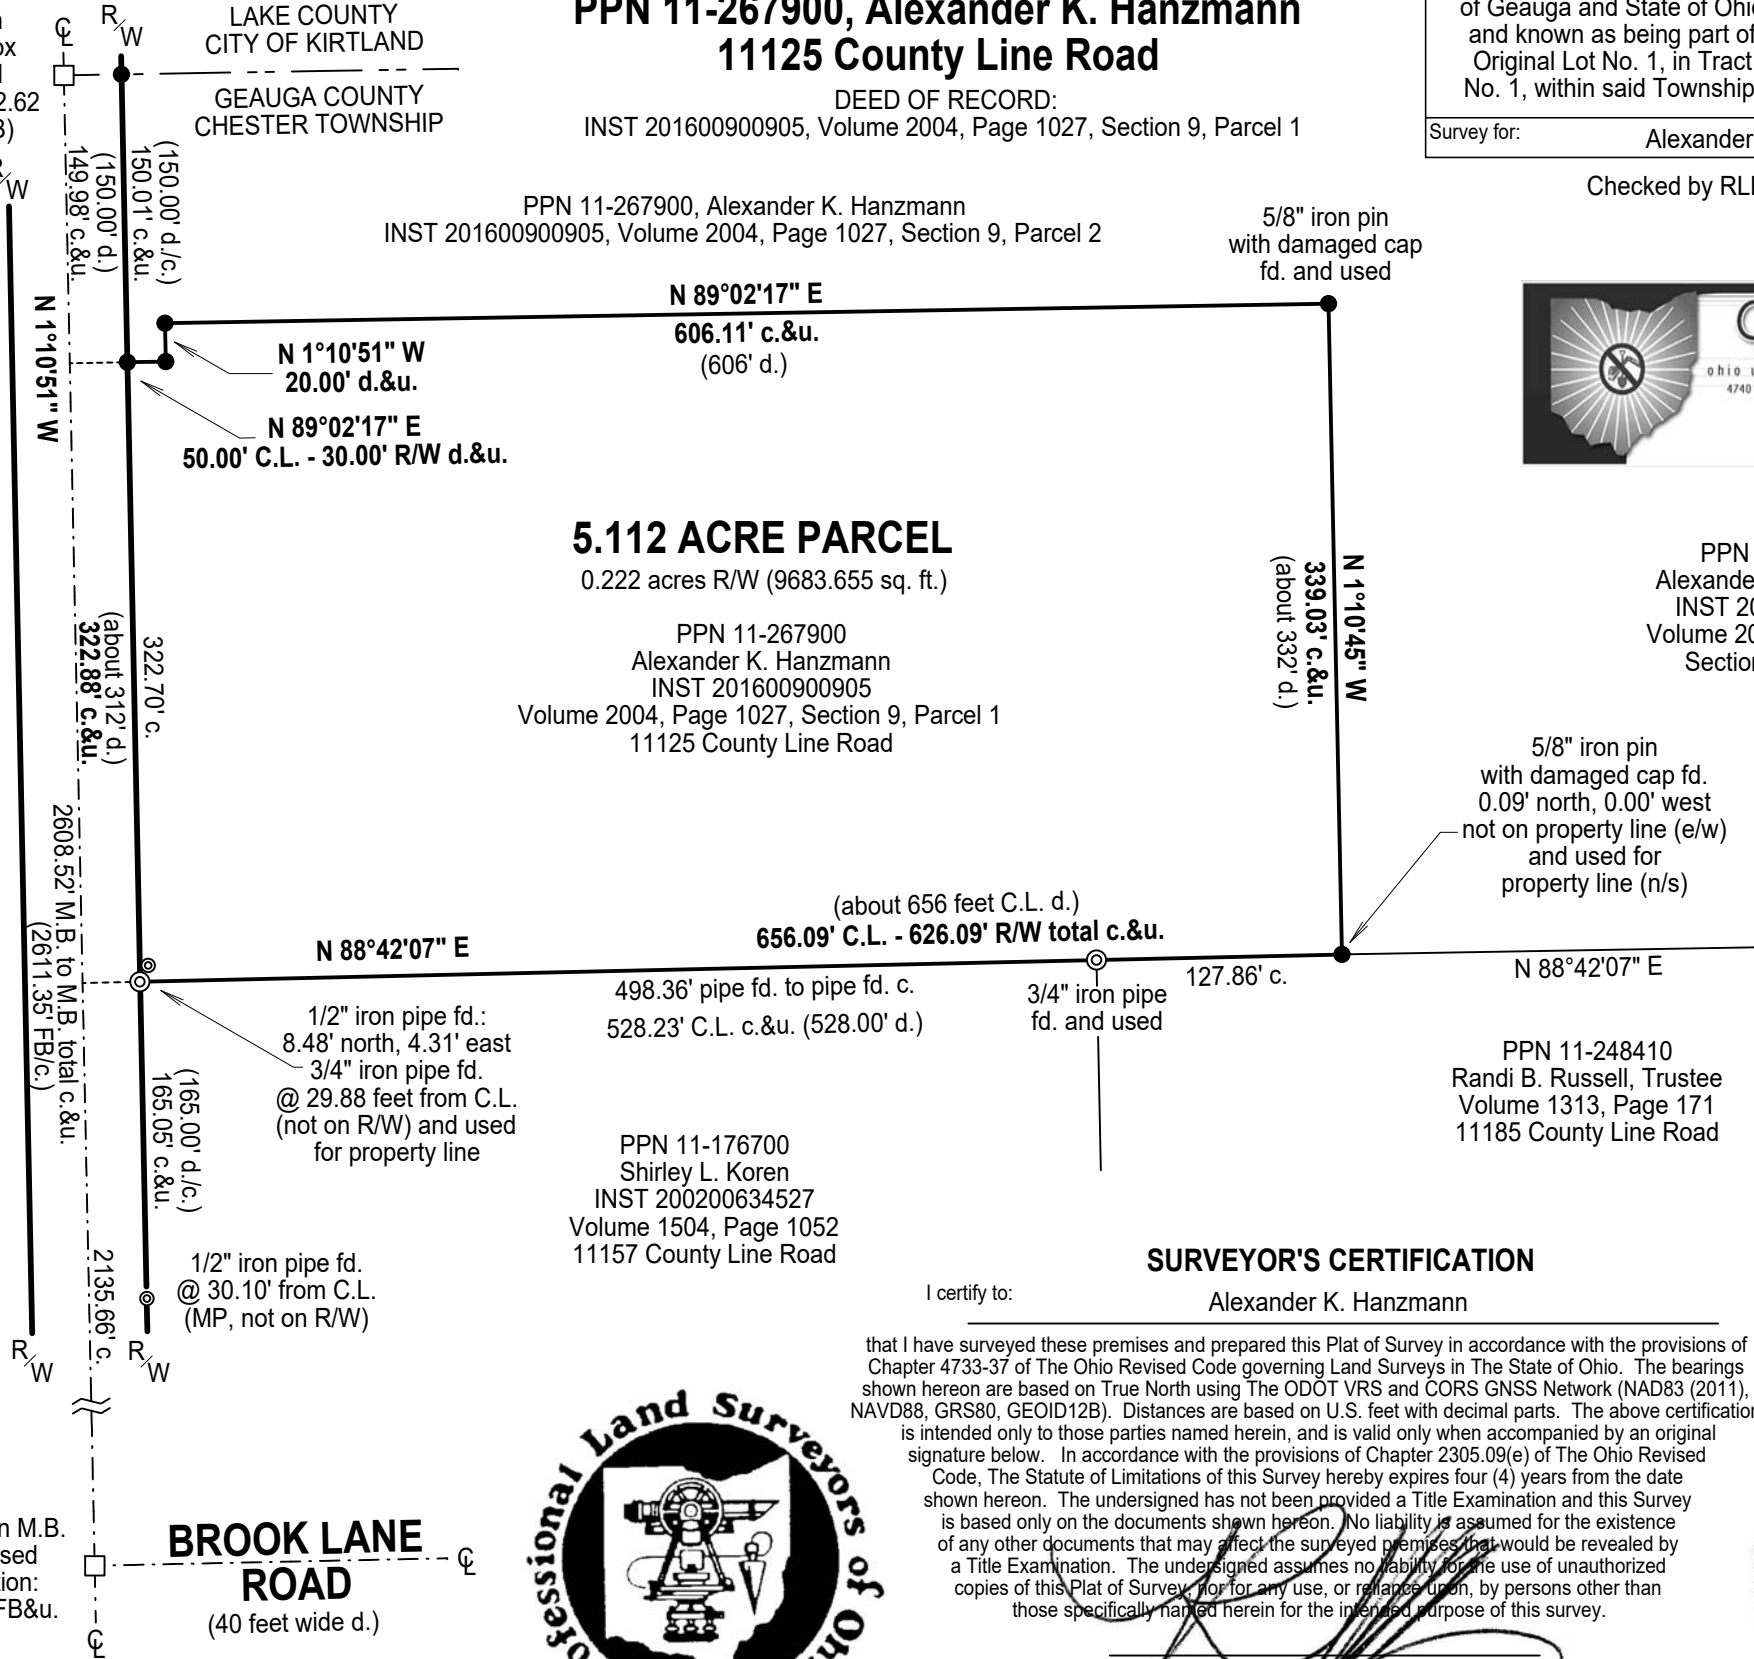 R/W
℄
LAKE COUNTY
CITY OF KIRTLAND
GEAUGA COUNTY
CHESTER TOWNSHIP
2.62
PPN 11-267900, Alexander K. Hanzmann
11125 County Line Road
DEED OF RECORD:
INST 201600900905, Volume 2004, Page 1027, Section 9, Parcel 1
of Geauga and State of Ohio
and known as being part of
Original Lot No. 1, in Tract
No. 1, within said Township
Survey for:
Alexander
Checked by
W
149.98' c.&u.
(150.00' d.)
150.01' c.&u.
(150.00' d./c.)
PPN 11-267900, Alexander K. Hanzmann
INST 201600900905, Volume 2004, Page 1027, Section 9, Parcel 2
5/8" iron pin
with damaged cap
fd. and used
N 1°10'51" W
N 89°02'17" E
606.11' c.&u.
(606' d.)
N 1°10'51" W
20.00' d.&u.
N 89°02'17" E
50.00' C.L. - 30.00' R/W d.&u.
ohio
4740
5.112 ACRE PARCEL
0.222 acres R/W (9683.655 sq. ft.)
PPN 11-267900
Alexander K. Hanzmann
INST 201600900905
Volume 2004, Page 1027, Section 9, Parcel 1
11125 County Line Road
322.88' c.&u.
(about 312' d.)
322.70' c.
(about 332' d.)
339.03' c.&u.
N 1°10'45" W
PPN
Alexande
INST 20
Volume 20
Section
5/8" iron pin
with damaged cap fd.
0.09' north, 0.00' west
not on property line (e/w)
and used for
property line (n/s)
(2611.35' FB/c.)
2608.52' M.B. to M.B. total c.&u.
(about 656 feet C.L. d.)
656.09' C.L. - 626.09' R/W total c.&u.
N 88°42'07" E
498.36' pipe fd. to pipe fd. c.
528.23' C.L. c.&u. (528.00' d.)
3/4" iron pipe
fd. and used
127.86' c.
N 88°42'07" E
1/2" iron pipe fd.:
8.48' north, 4.31' east
3/4" iron pipe fd.
@ 29.88 feet from C.L.
(not on R/W) and used
for property line
165.05' c.&u.
(165.00' d./c.)
PPN 11-176700
Shirley L. Koren
INST 200200634527
Volume 1504, Page 1052
11157 County Line Road
PPN 11-248410
Randi B. Russell, Trustee
Volume 1313, Page 171
11185 County Line Road
2135.66' c.
1/2" iron pipe fd.
@ 30.10' from C.L.
(MP, not on R/W)
R/W
R/W
SURVEYOR'S CERTIFICATION
I certify to:
Alexander K. Hanzmann
that I have surveyed these premises and prepared this Plat of Survey in accordance with the provisions of
Chapter 4733-37 of The Ohio Revised Code governing Land Surveys in The State of Ohio. The bearings
shown hereon are based on True North using The ODOT VRS and CORS GNSS Network (NAD83 (2011),
NAVD88, GRS80, GEOID12B). Distances are based on U.S. feet with decimal parts. The above certification
is intended only to those parties named herein, and is valid only when accompanied by an original
signature below. In accordance with the provisions of Chapter 2305.09(e) of The Ohio Revised
Code, The Statute of Limitations of this Survey hereby expires four (4) years from the date
shown hereon. The undersigned has not been provided a Title Examination and this Survey
is based only on the documents shown hereon. No liability is assumed for the existence
of any other documents that may affect the surveyed premises that would be revealed by
a Title Examination. The undersigned assumes no liability for the use of unauthorized
copies of this Plat of Survey, nor for any use, or reliance upon, by persons other than
those specifically named herein for the intended purpose of this survey.
ofessional Land Surveyors of Oh
n M.B.
sed
tion:
FB&u.
BROOK LANE
ROAD
(40 feet wide d.)
℄
℄